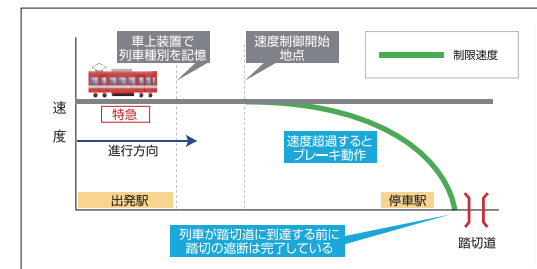 車上装置で
列車種別を記憶
速度制御開始
地点
制限速度
速度
特急
進行方向
速度超過すると
ブレーキ動作
出発駅
停車駅
列車が踏切道に到達する前に
踏切の遮断は完了している
踏切道